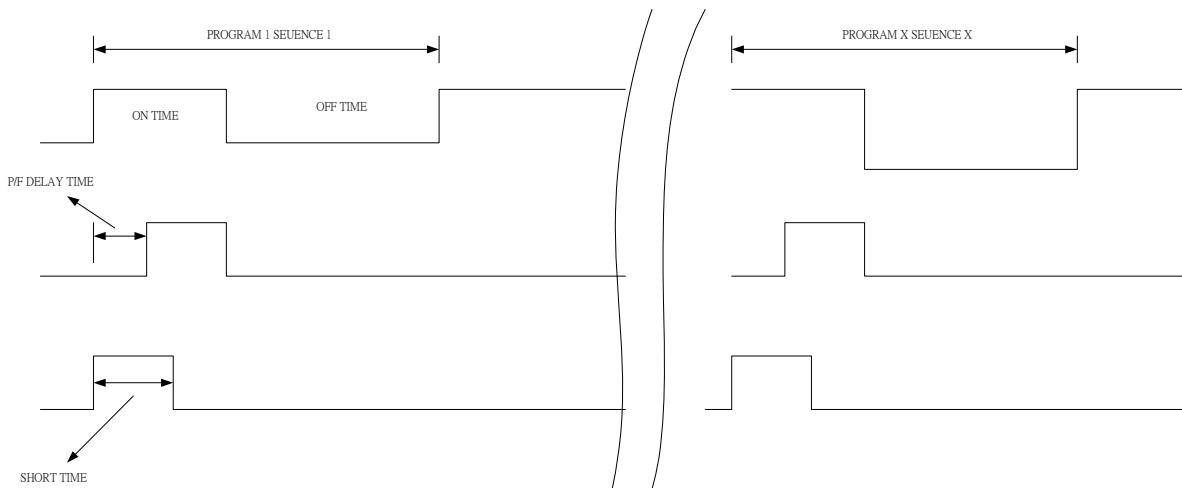 PROGRAM 1 SEUENCE 1
PROGRAM X SEUENCE X
ON TIME
OFF TIME
P/F DELAY TIME
SHORT TIME